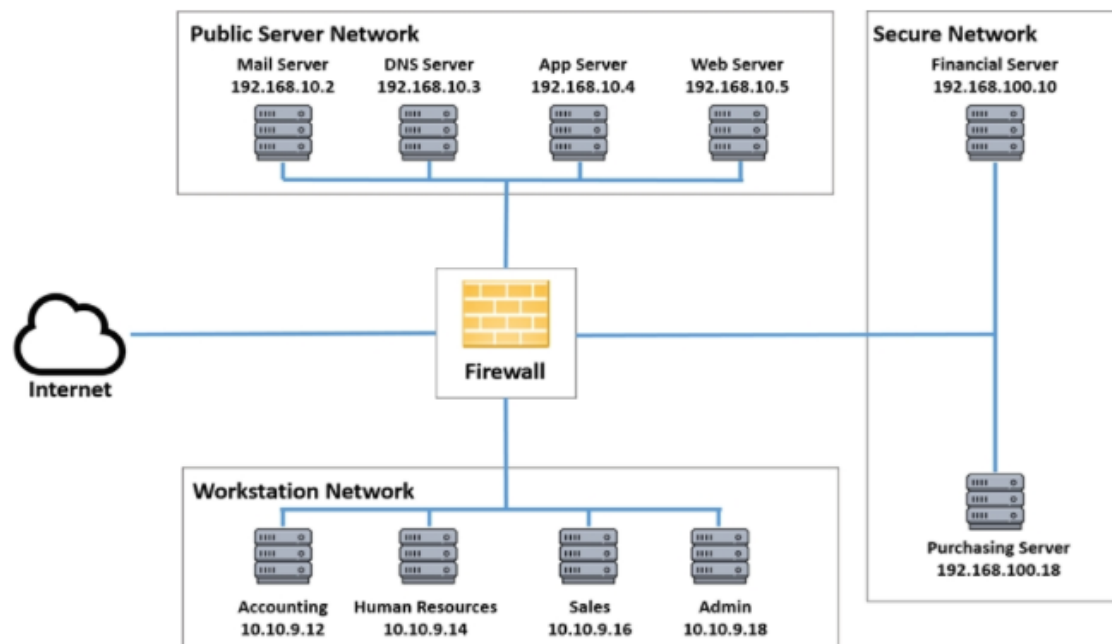 Public Server Network
Mail Server
192.168.10.2
DNS Server
192.168.10.3
App Server
192.168.10.4
Web Server
192.168.10.5
Secure Network
Financial Server
192.168.100.10
Internet
Firewall
Purchasing Server
192.168.100.18
Workstation Network
Accounting
10.10.9.12
Human Resources
10.10.9.14
Sales
10.10.9.16
Admin
10.10.9.18